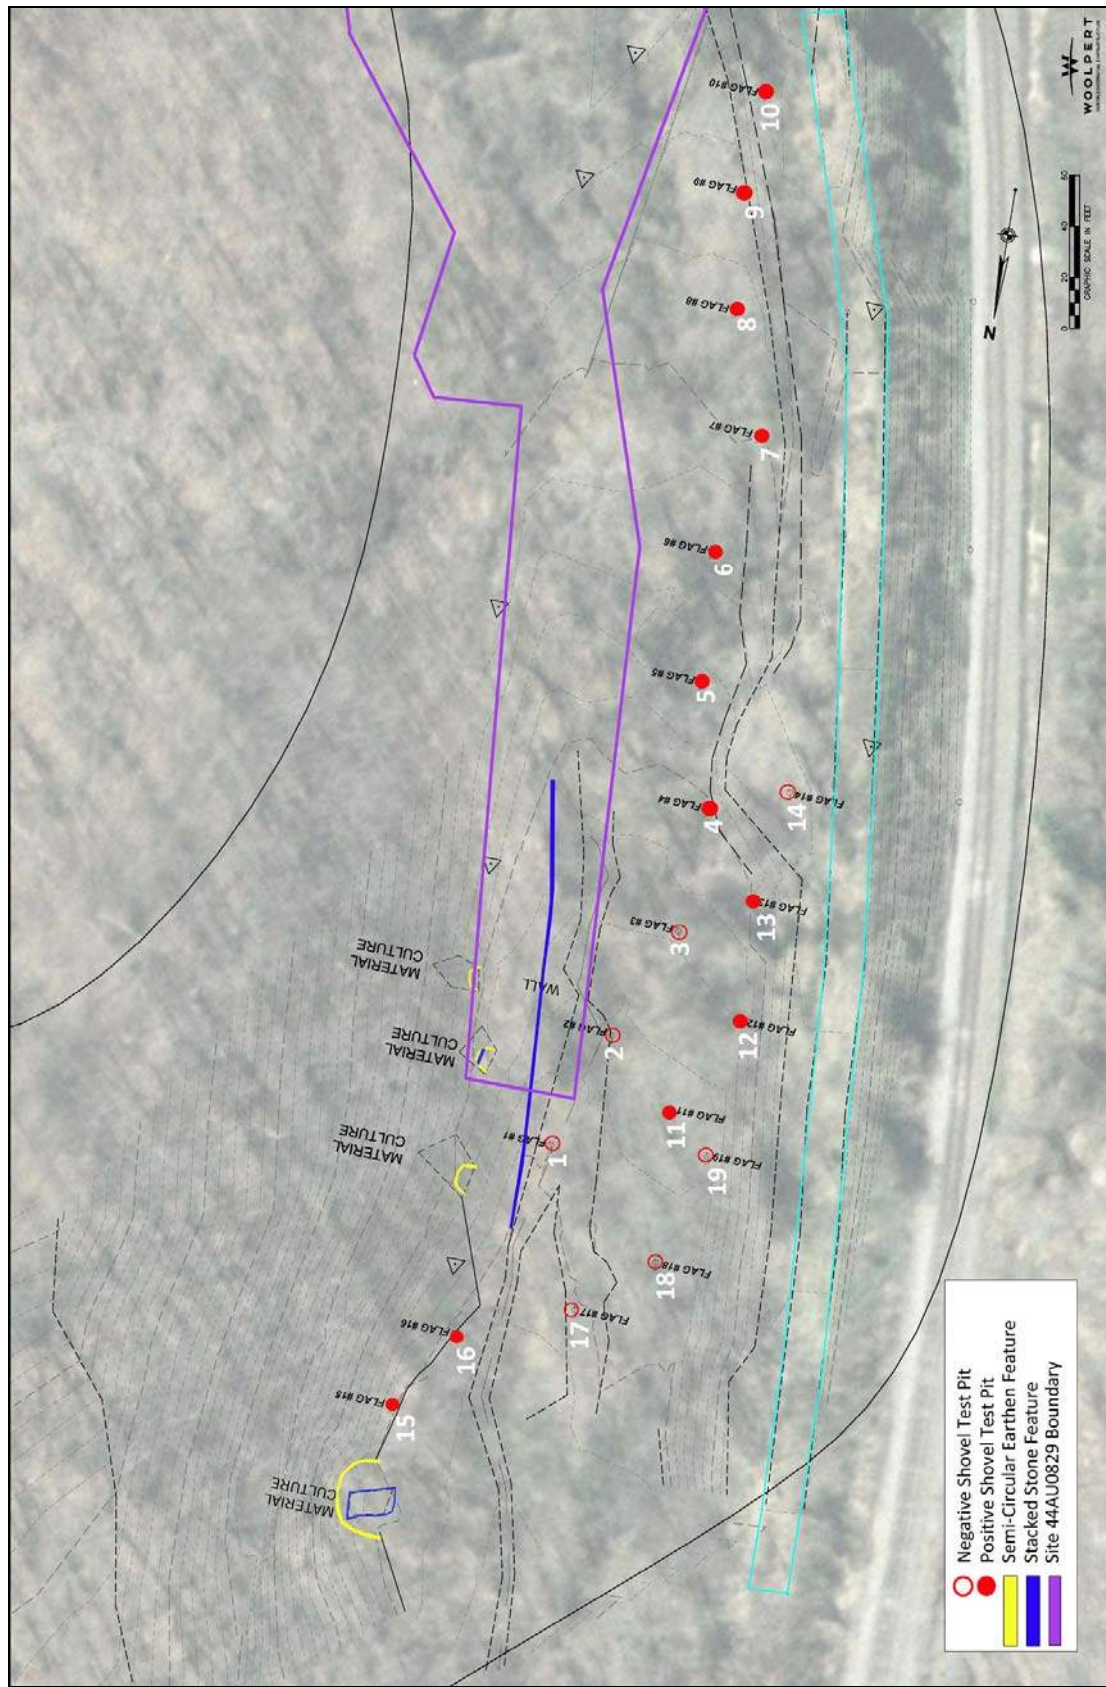 WOOLPERT
N
0 20 40 60
GRAPHIC SCALE IN FEET
FLAG #10
10
FLAG #9
9
FLAG #8
8
FLAG #7
7
FLAG #6
6
FLAG #5
5
FLAG #4
4
FLAG #14
14
FLAG #13
13
FLAG #3
3
FLAG #2
2
FLAG #12
12
FLAG #11
11
FLAG #19
19
FLAG #1
1
FLAG #18
18
FLAG #17
17
FLAG #16
16
FLAG #15
15
WALL
MATERIAL
CULTURE
MATERIAL
CULTURE
MATERIAL
CULTURE
MATERIAL
CULTURE
Negative Shovel Test Pit
Positive Shovel Test Pit
Semi-Circular Earthen Feature
Stacked Stone Feature
Site 44AU0829 Boundary